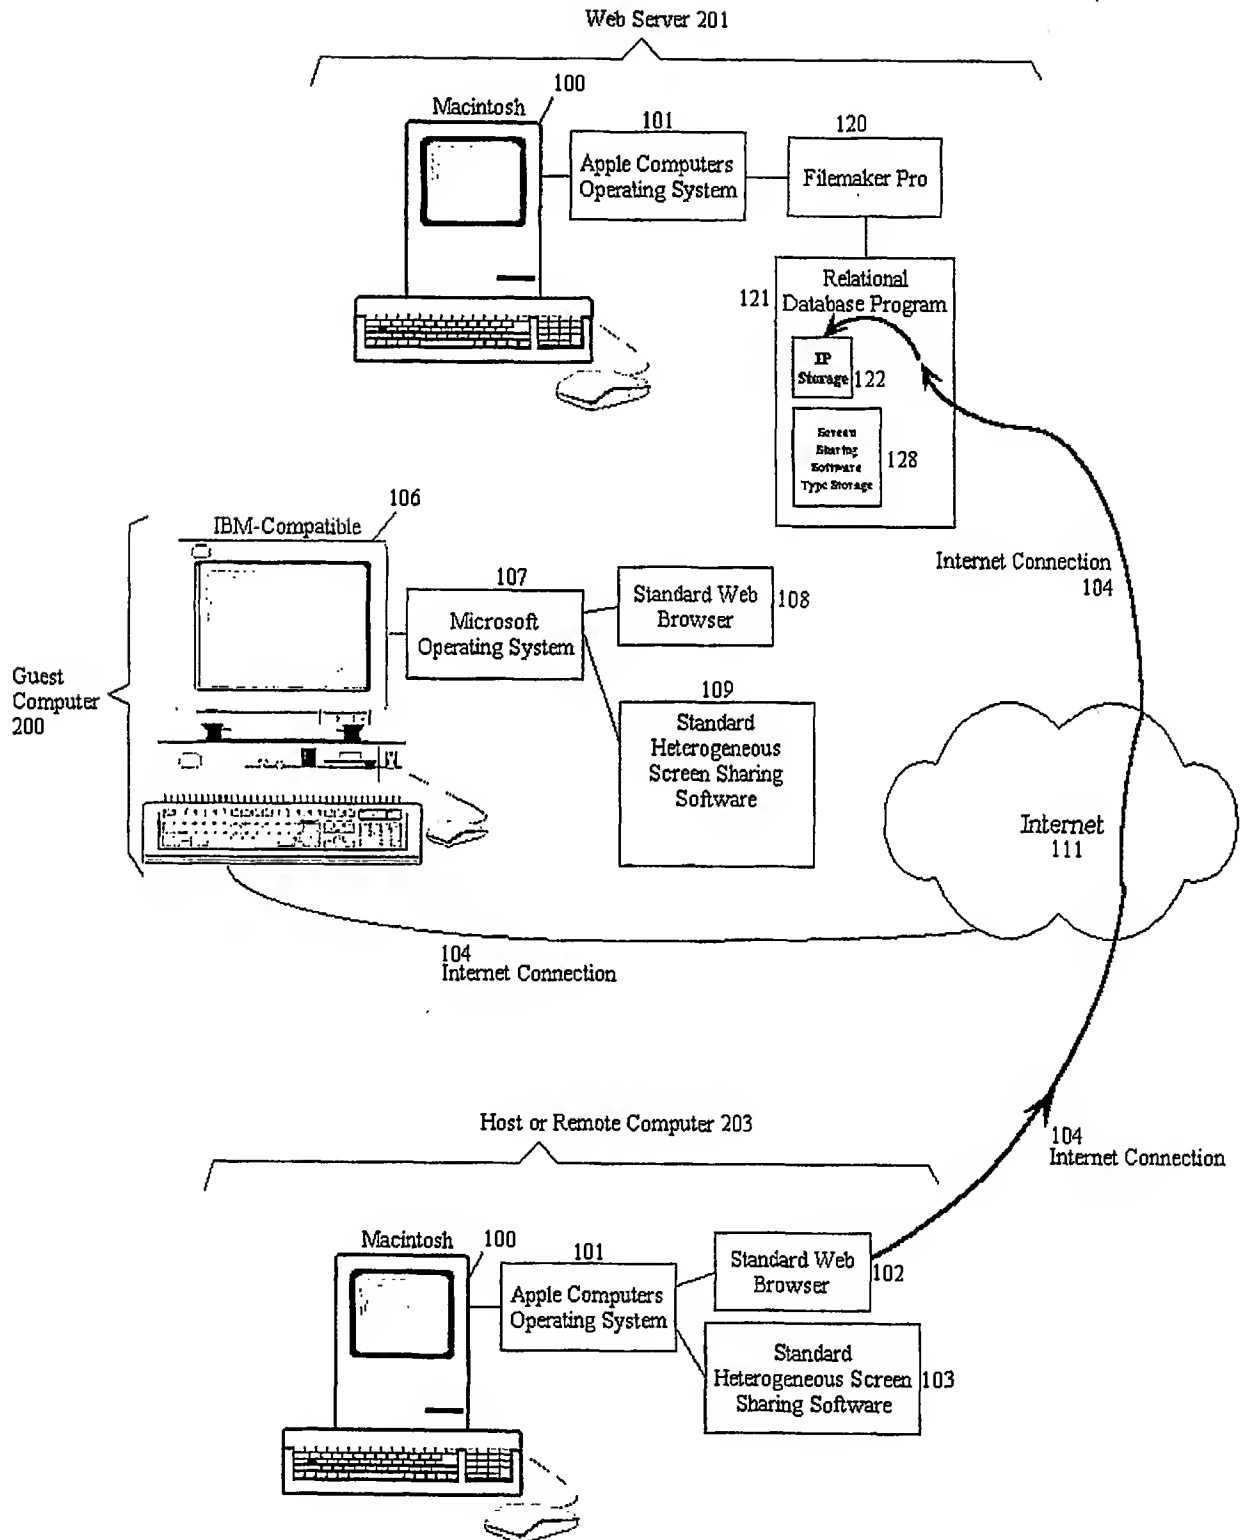 Web Server 201
100
Macintosh
101
120
Apple Computers
Operating System
Filemaker Pro
121
Relational
Database Program
IP
Storage
122
Screen
Sharing
Software
Type Storage
128
106
IBM-Compatible
107
Microsoft
Operating System
Standard Web
Browser
108
Internet Connection
104
Guest
Computer
200
109
Standard
Heterogeneous
Screen Sharing
Software
Internet
111
104
Internet Connection
Host or Remote Computer 203
104
Internet Connection
Macintosh
100
101
Apple Computers
Operating System
Standard Web
Browser
102
Standard
Heterogeneous Screen
Sharing Software
103